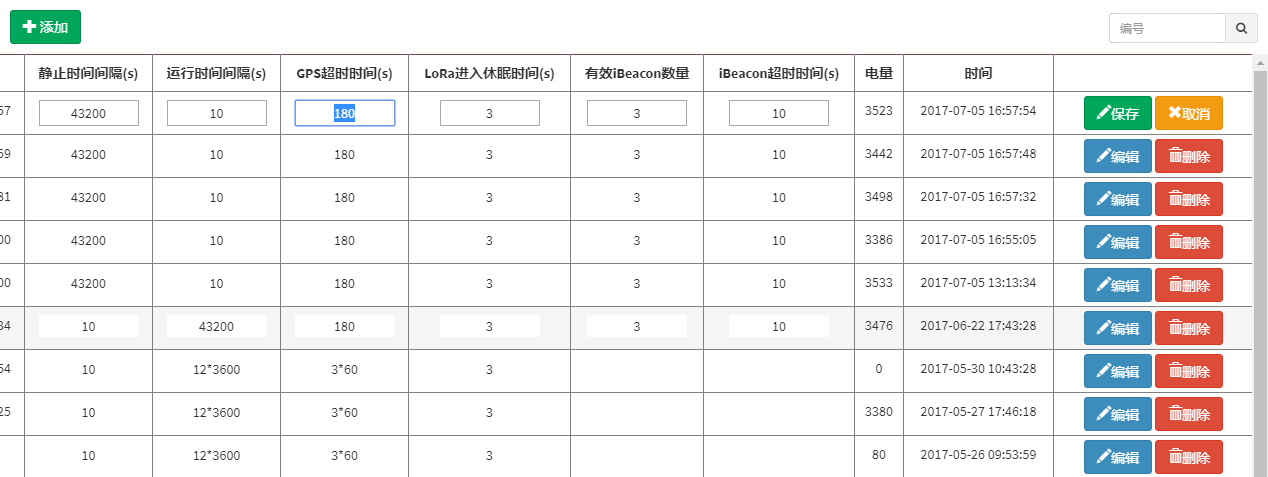 添加
编号
静止时间间隔(s) 运行时间间隔(s) GPS超时时间(s) LoRa进入休眠时间(s) 有效iBeacon数量 iBeacon超时时间(s) 电量 时间
57 43200 10 180 3 3 10 3523 2017-07-05 16:57:54 保存 取消
59 43200 10 180 3 3 10 3442 2017-07-05 16:57:48 编辑 删除
81 43200 10 180 3 3 10 3498 2017-07-05 16:57:32 编辑 删除
00 43200 10 180 3 3 10 3386 2017-07-05 16:55:05 编辑 删除
00 43200 10 180 3 3 10 3533 2017-07-05 13:13:34 编辑 删除
34 10 43200 180 3 3 10 3476 2017-06-22 17:43:28 编辑 删除
54 10 12*3600 3*60 3 0 2017-05-30 10:43:28 编辑 删除
25 10 12*3600 3*60 3 3380 2017-05-27 17:46:18 编辑 删除
10 12*3600 3*60 3 80 2017-05-26 09:53:59 编辑 删除